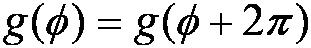 g(ϕ) = g(ϕ + 2π)